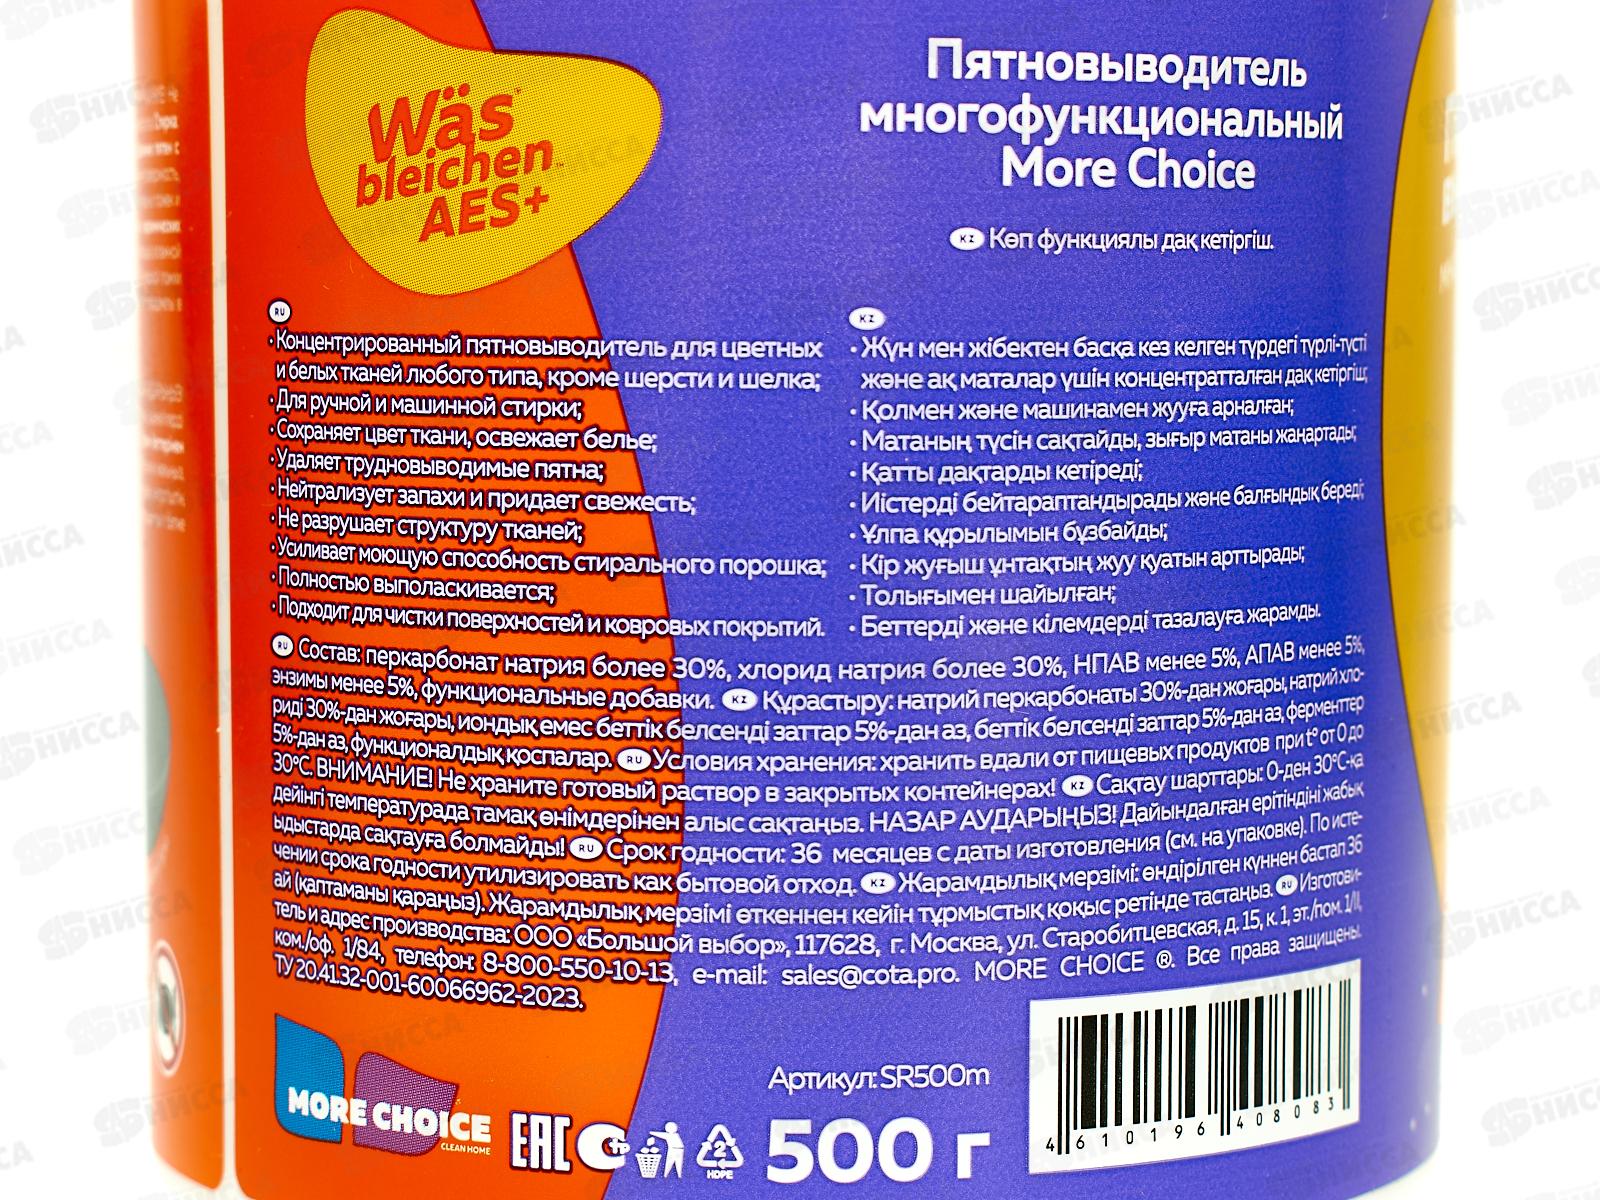 Wäs
bleichen
AES+
Пятновыводитель
многофункциональный
More Choice
KZ Көп функциялы дақ кетіргіш.
RU
· Концентрированный пятновыводитель для цветных
и белых тканей любого типа, кроме шерсти и шелка;
· Для ручной и машинной стирки;
· Сохраняет цвет ткани, освежает белье;
· Удаляет трудновыводимые пятна;
· Нейтрализует запахи и придает свежесть;
· Не разрушает структуру тканей;
· Усиливает моющую способность стирального порошка;
· Полностью выполаскивается;
· Подходит для чистки поверхностей и ковровых покрытий.
KZ
· Жүн мен жібектен басқа кез келген түрдегі түрлі-түсті
және ақ маталар үшін концентратталған дақ кетіргіш;
· Қолмен және машинамен жууға арналған;
· Матаның түсін сақтайды, зығыр матаны жаңартады;
· Қатты дақтарды кетіреді;
· Иістерді бейтараптандырады және балғындық береді;
· Ұлпа құрылымын бұзбайды;
· Кір жуғыш ұнтақтың жуу қуатын арттырады;
· Толығымен шайылған;
· Беттерді және кілемдерді тазалауға жарамды.
RU Состав: перкарбонат натрия более 30%, хлорид натрия более 30%, НПАВ менее 5%, АПАВ менее 5%,
энзимы менее 5%, функциональные добавки. KZ Құрастыру: натрий перкарбонаты 30%-дан жоғары, натрий хло-
риді 30%-дан жоғары, иондық емес беттік белсенді заттар 5%-дан аз, беттік белсенді заттар 5%-дан аз, ферменттер
5%-дан аз, функционалдық қоспалар. RU Условия хранения: хранить вдали от пищевых продуктов при t° от 0 до
30°С. ВНИМАНИЕ! Не храните готовый раствор в закрытых контейнерах! KZ Сақтау шарттары: 0-ден 30°С-қа
дейінгі температурада тамақ өнімдерінен алыс сақтаңыз. НАЗАР АУДАРЫҢЫЗ! Дайындалған ерітіндіні жабық
ыдыстарда сақтауға болмайды! RU Срок годности: 36 месяцев с даты изготовления (см. на упаковке). По исте-
чении срока годности утилизировать как бытовой отход. KZ Жарамдылық мерзімі: өндірілген күннен бастап 36
ай (қаптаманы қараңыз). Жарамдылық мерзімі өткеннен кейін тұрмыстық қоқыс ретінде тастаңыз. RU Изготови-
тель и адрес производства: ООО «Большой выбор», 117628, г. Москва, ул. Старобитцевская, д. 15, к. 1, эт./пом. 1/II,
ком./оф. 1/84, телефон: 8-800-550-10-13, e-mail: sales@cota.pro. MORE CHOICE ®. Все права защищены.
ТУ 20.41.32-001-60066962-2023.
MORE CHOICE
CLEAN HOME
EAC
СТР
2
HDPE
Артикул: SR500m
500 г
4 610196 408083
НИССА